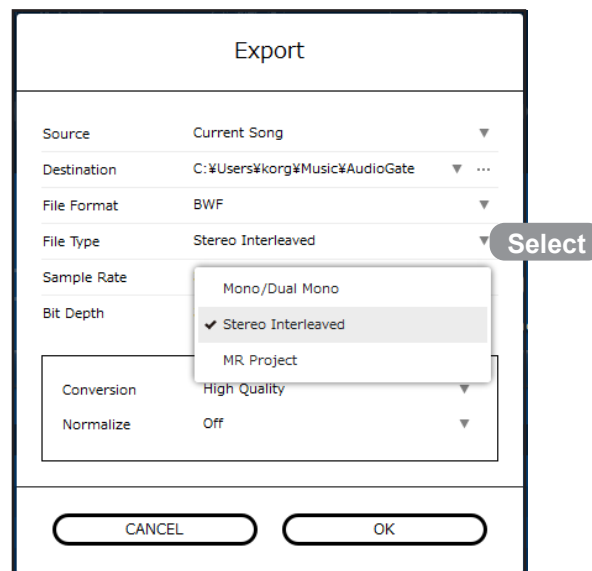 Export
Source Current Song
Destination C:¥Users¥korg¥Music¥AudioGate ...
File Format BWF
File Type Stereo Interleaved Select
Sample Rate
Mono/Dual Mono
Bit Depth
Stereo Interleaved
MR Project
Conversion High Quality
Normalize Off
CANCEL OK